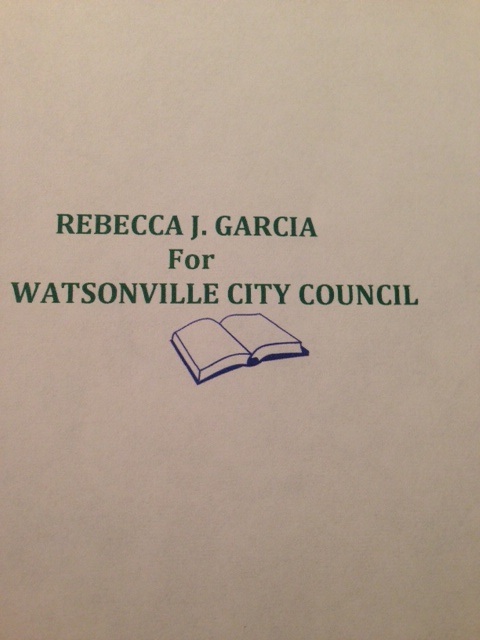 REBECCA J. GARCIA
For
WATSONVILLE CITY COUNCIL